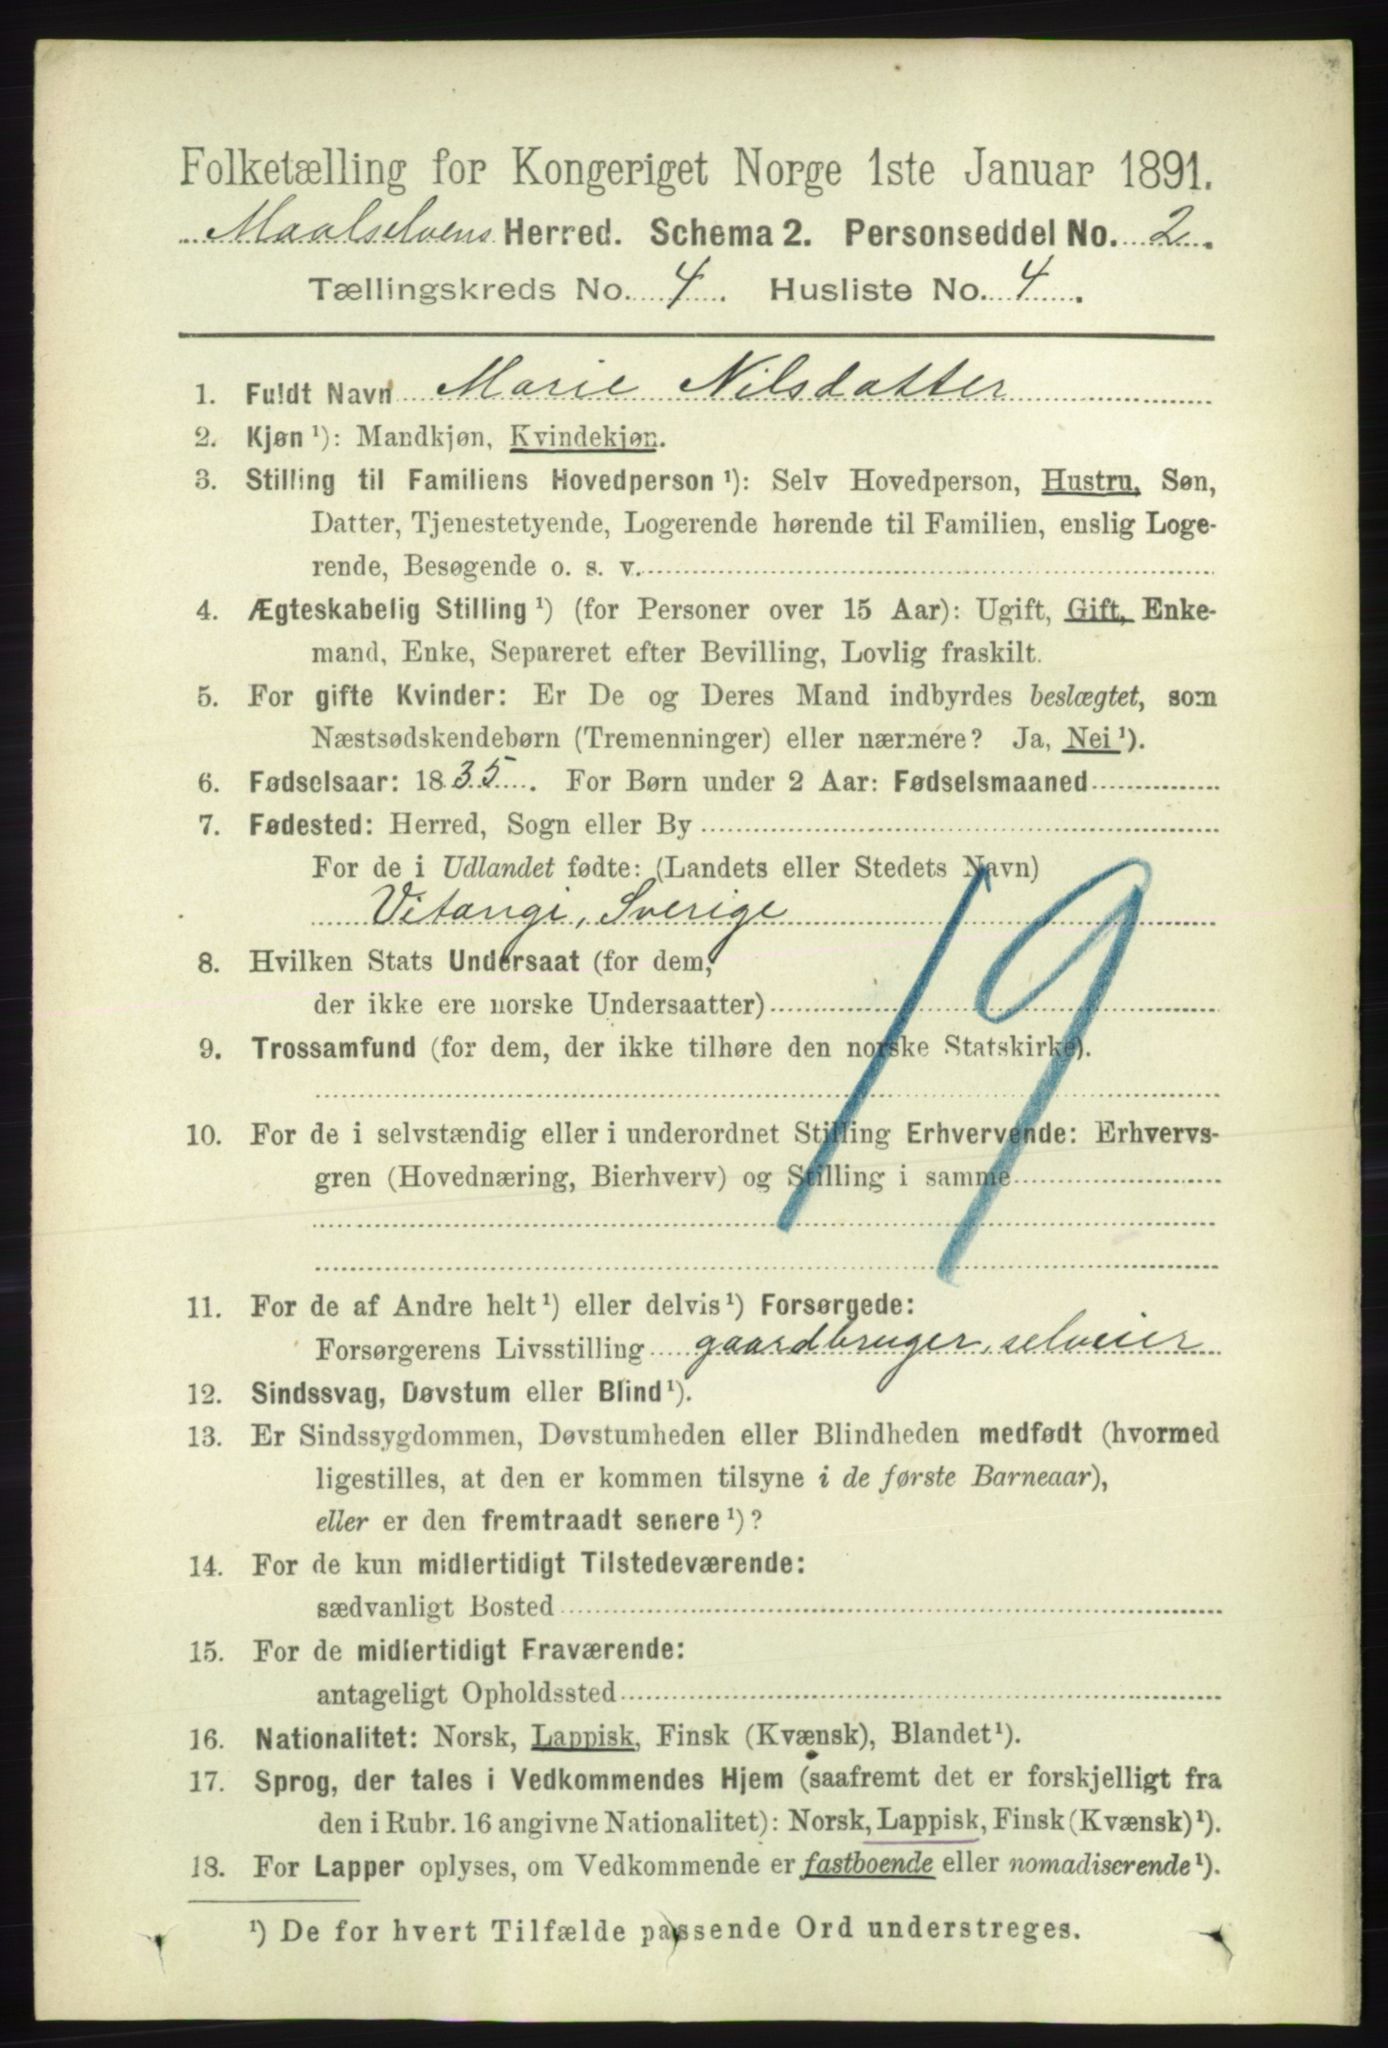 Folketælling for Kongeriget Norge 1ste Januar 1891.
Maalselvens Herred. Schema 2. Personseddel No. 2.
Tællingskreds No. 4. Husliste No. 4.
1. Fuldt Navn Marie Nilsdatter
2. Kjøn ¹): Mandkjøn, Kvindekjøn.
3. Stilling til Familiens Hovedperson ¹): Selv Hovedperson, Hustru, Søn,
Datter, Tjenestetyende, Logerende hørende til Familien, enslig Loge-
rende, Besøgende o. s. v.
4. Ægteskabelig Stilling ¹) (for Personer over 15 Aar): Ugift, Gift, Enke-
mand, Enke, Separeret efter Bevilling, Lovlig fraskilt.
5. For gifte Kvinder: Er De og Deres Mand indbyrdes beslægtet, som
Næstsødskendebørn (Tremenninger) eller nærmere? Ja, Nei ¹).
6. Fødselsaar: 1835. For Børn under 2 Aar: Fødselsmaaned
7. Fødested: Herred, Sogn eller By
For de i Udlandet fødte: (Landets eller Stedets Navn)
Vitangi, Sverige
19
8. Hvilken Stats Undersaat (for dem,
der ikke ere norske Undersaatter)
9. Trossamfund (for dem, der ikke tilhøre den norske Statskirke).
10. For de i selvstændig eller i underordnet Stilling Erhvervende: Erhvervs-
gren (Hovednæring, Bierhverv) og Stilling i samme
11. For de af Andre helt ¹) eller delvis ¹) Forsørgede:
Forsørgerens Livsstilling gaardbruger, selveier
12. Sindssvag, Døvstum eller Blind ¹).
13. Er Sindssygdommen, Døvstumheden eller Blindheden medfødt (hvormed
ligestilles, at den er kommen tilsyne i de første Barneaar),
eller er den fremtraadt senere ¹)?
14. For de kun midlertidigt Tilstedeværende:
sædvanligt Bosted
15. For de midlertidigt Fraværende:
antageligt Opholdssted
16. Nationalitet: Norsk, Lappisk, Finsk (Kvænsk), Blandet ¹).
17. Sprog, der tales i Vedkommendes Hjem (saafremt det er forskjelligt fra
den i Rubr. 16 angivne Nationalitet): Norsk, Lappisk, Finsk (Kvænsk) ¹).
18. For Lapper oplyses, om Vedkommende er fastboende eller nomadiserende ¹).
¹) De for hvert Tilfælde passende Ord understreges.